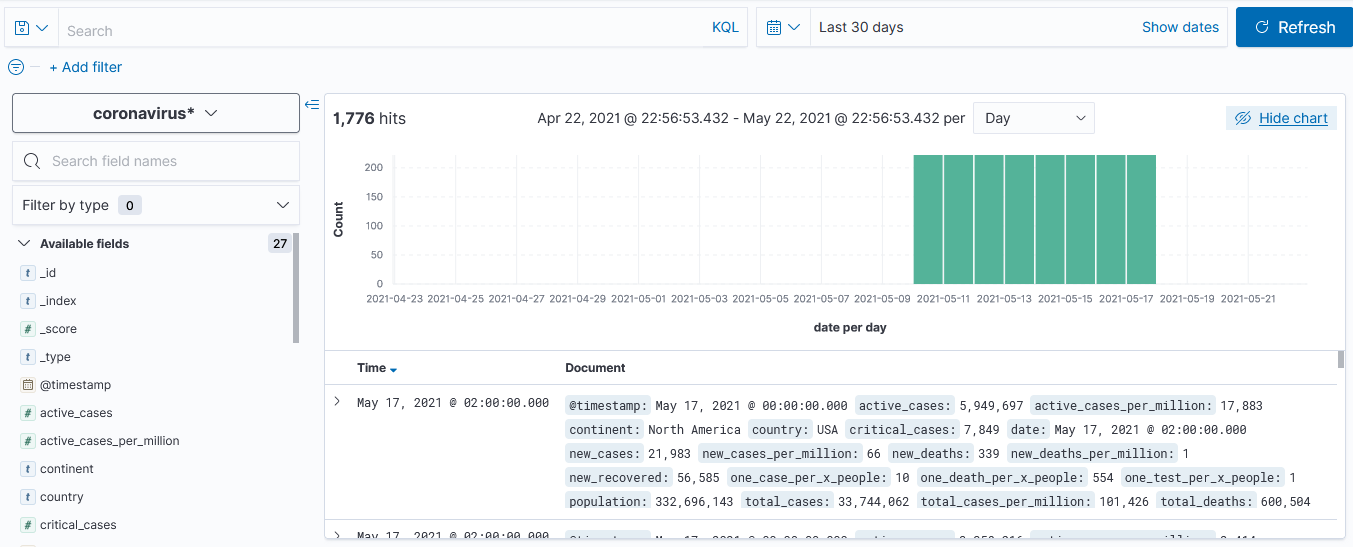 Search KQL Last 30 days Show dates Refresh
+ Add filter
coronavirus*
1,776 hits Apr 22, 2021 @ 22:56:53.432 - May 22, 2021 @ 22:56:53.432 per Day Hide chart
Search field names
Filter by type 0
Available fields 27
t _id
t _index
# _score
t _type
@timestamp
# active_cases
# active_cases_per_million
t continent
t country
# critical_cases
Count
200
150
100
50
0
2021-04-23 2021-04-25 2021-04-27 2021-04-29 2021-05-01 2021-05-03 2021-05-05 2021-05-07 2021-05-09 2021-05-11 2021-05-13 2021-05-15 2021-05-17 2021-05-19 2021-05-21
date per day
Time Document
May 17, 2021 @ 02:00:00.000 @timestamp: May 17, 2021 @ 00:00:00.000 active_cases: 5,949,697 active_cases_per_million: 17,883
continent: North America country: USA critical_cases: 7,849 date: May 17, 2021 @ 02:00:00.000
new_cases: 21,983 new_cases_per_million: 66 new_deaths: 339 new_deaths_per_million: 1
new_recovered: 56,585 one_case_per_x_people: 10 one_death_per_x_people: 554 one_test_per_x_people: 1
population: 332,696,143 total_cases: 33,744,062 total_cases_per_million: 101,426 total_deaths: 600,504
May 17, 2021 @ 02:00:00.000